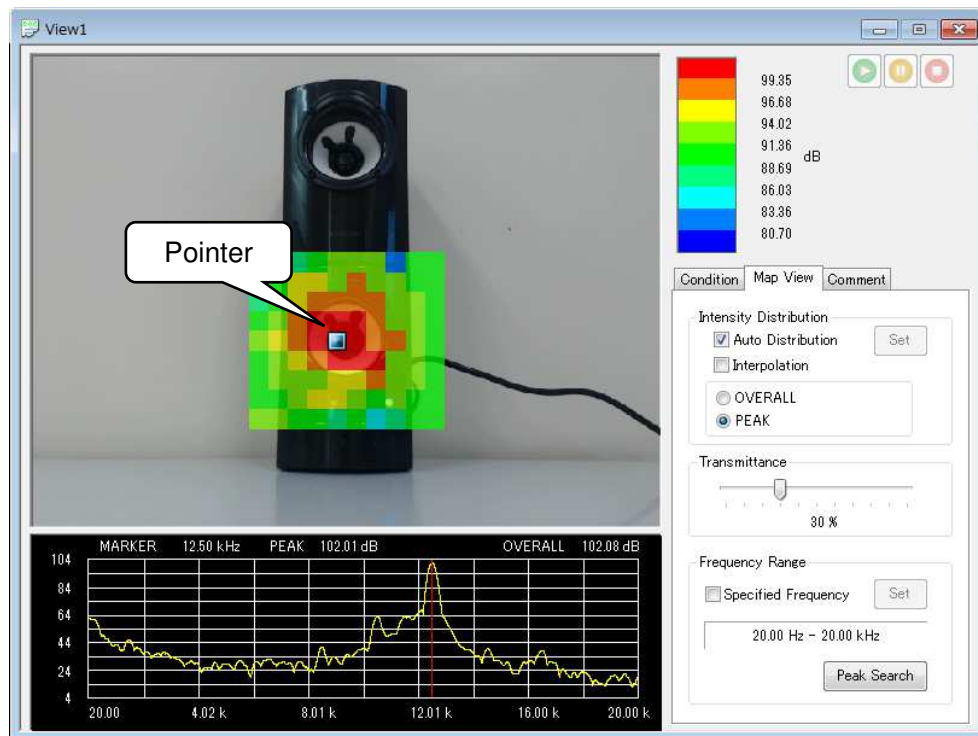 View1
99.35
96.68
94.02
91.36
dB
88.69
86.03
83.36
80.70
Pointer
Condition Map View Comment
Intensity Distribution
Auto Distribution Set
Interpolation
OVERALL
PEAK
Transmittance
30 %
MARKER 12.50 kHz PEAK 102.01 dB OVERALL 102.08 dB
104
84
64
44
24
4
20.00 4.02 k 8.01 k 12.01 k 16.00 k 20.00 k
Frequency Range
Specified Frequency Set
20.00 Hz - 20.00 kHz
Peak Search